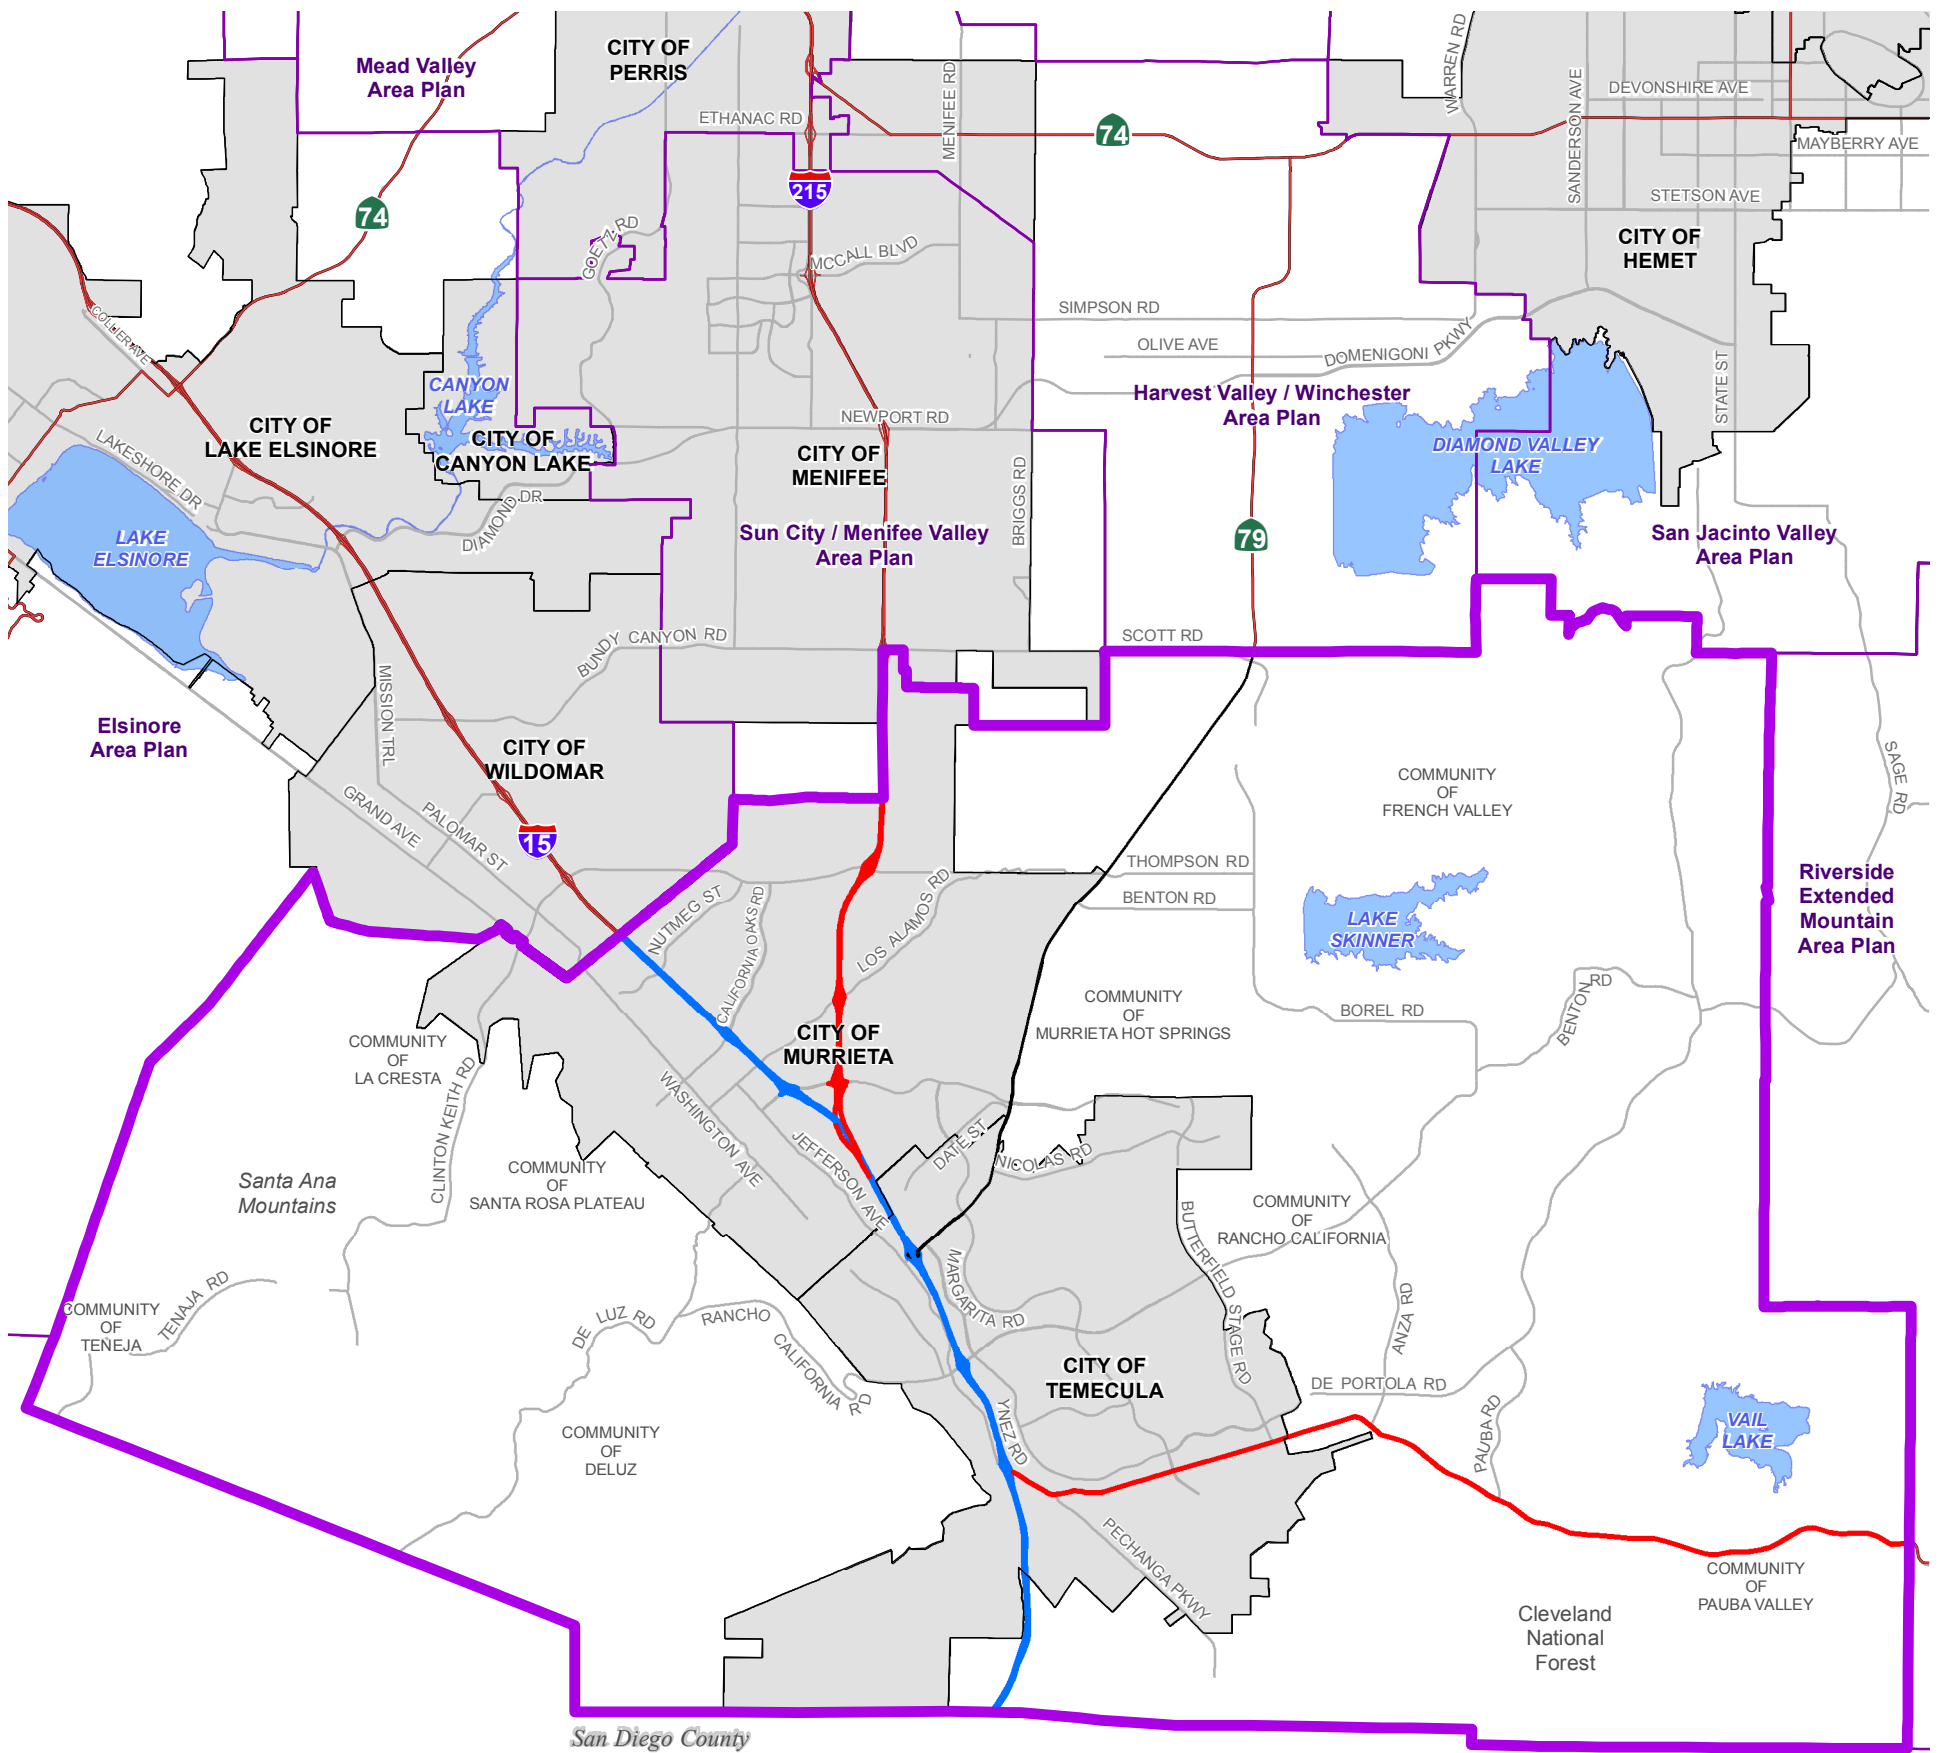 Mead Valley
Area Plan
CITY OF
PERRIS
ETHANAC RD
MENIFEE RD
74
WARREN RD
SANDERSON AVE
DEVONSHIRE AVE
MAYBERRY AVE
STETSON AVE
CITY OF
HEMET
74
215
GOETZ RD
MCCALL BLVD
SIMPSON RD
OLIVE AVE
DOMENIGONI PKWY
STATE ST
COLLIER AVE
CANYON
LAKE
CITY OF
LAKE ELSINORE
CITY OF
CANYON LAKE
NEWPORT RD
Harvest Valley / Winchester
Area Plan
DIAMOND VALLEY
LAKE
CITY OF
MENIFEE
LAKESHORE DR
DIAMOND DR
BRIGGS RD
LAKE
ELSINORE
Sun City / Menifee Valley
Area Plan
79
San Jacinto Valley
Area Plan
BUNDY CANYON RD
SCOTT RD
MISSION TRL
Elsinore
Area Plan
CITY OF
WILDOMAR
SAGE RD
COMMUNITY
OF
FRENCH VALLEY
GRAND AVE
PALOMAR ST
15
THOMPSON RD
BENTON RD
Riverside
Extended
Mountain
Area Plan
NUTMEG ST
CALIFORNIA OAKS RD
LOS ALAMOS RD
LAKE
SKINNER
BENTON RD
BOREL RD
COMMUNITY
OF
MURRIETA HOT SPRINGS
CITY OF
MURRIETA
COMMUNITY
OF
LA CRESTA
CLINTON KEITH RD
WASHINGTON AVE
JEFFERSON AVE
DATE ST
NICOLAS RD
COMMUNITY
OF
SANTA ROSA PLATEAU
Santa Ana
Mountains
COMMUNITY
OF
RANCHO CALIFORNIA
BUTTERFIELD STAGE RD
MARGARITA RD
ANZA RD
TENAJA RD
COMMUNITY
OF
TENEJA
DE LUZ RD
RANCHO CALIFORNIA RD
CITY OF
TEMECULA
DE PORTOLA RD
PAUBA RD
YNEZ RD
VAIL
LAKE
COMMUNITY
OF
DELUZ
PECHANGA PKWY
COMMUNITY
OF
PAUBA VALLEY
Cleveland
National
Forest
San Diego County